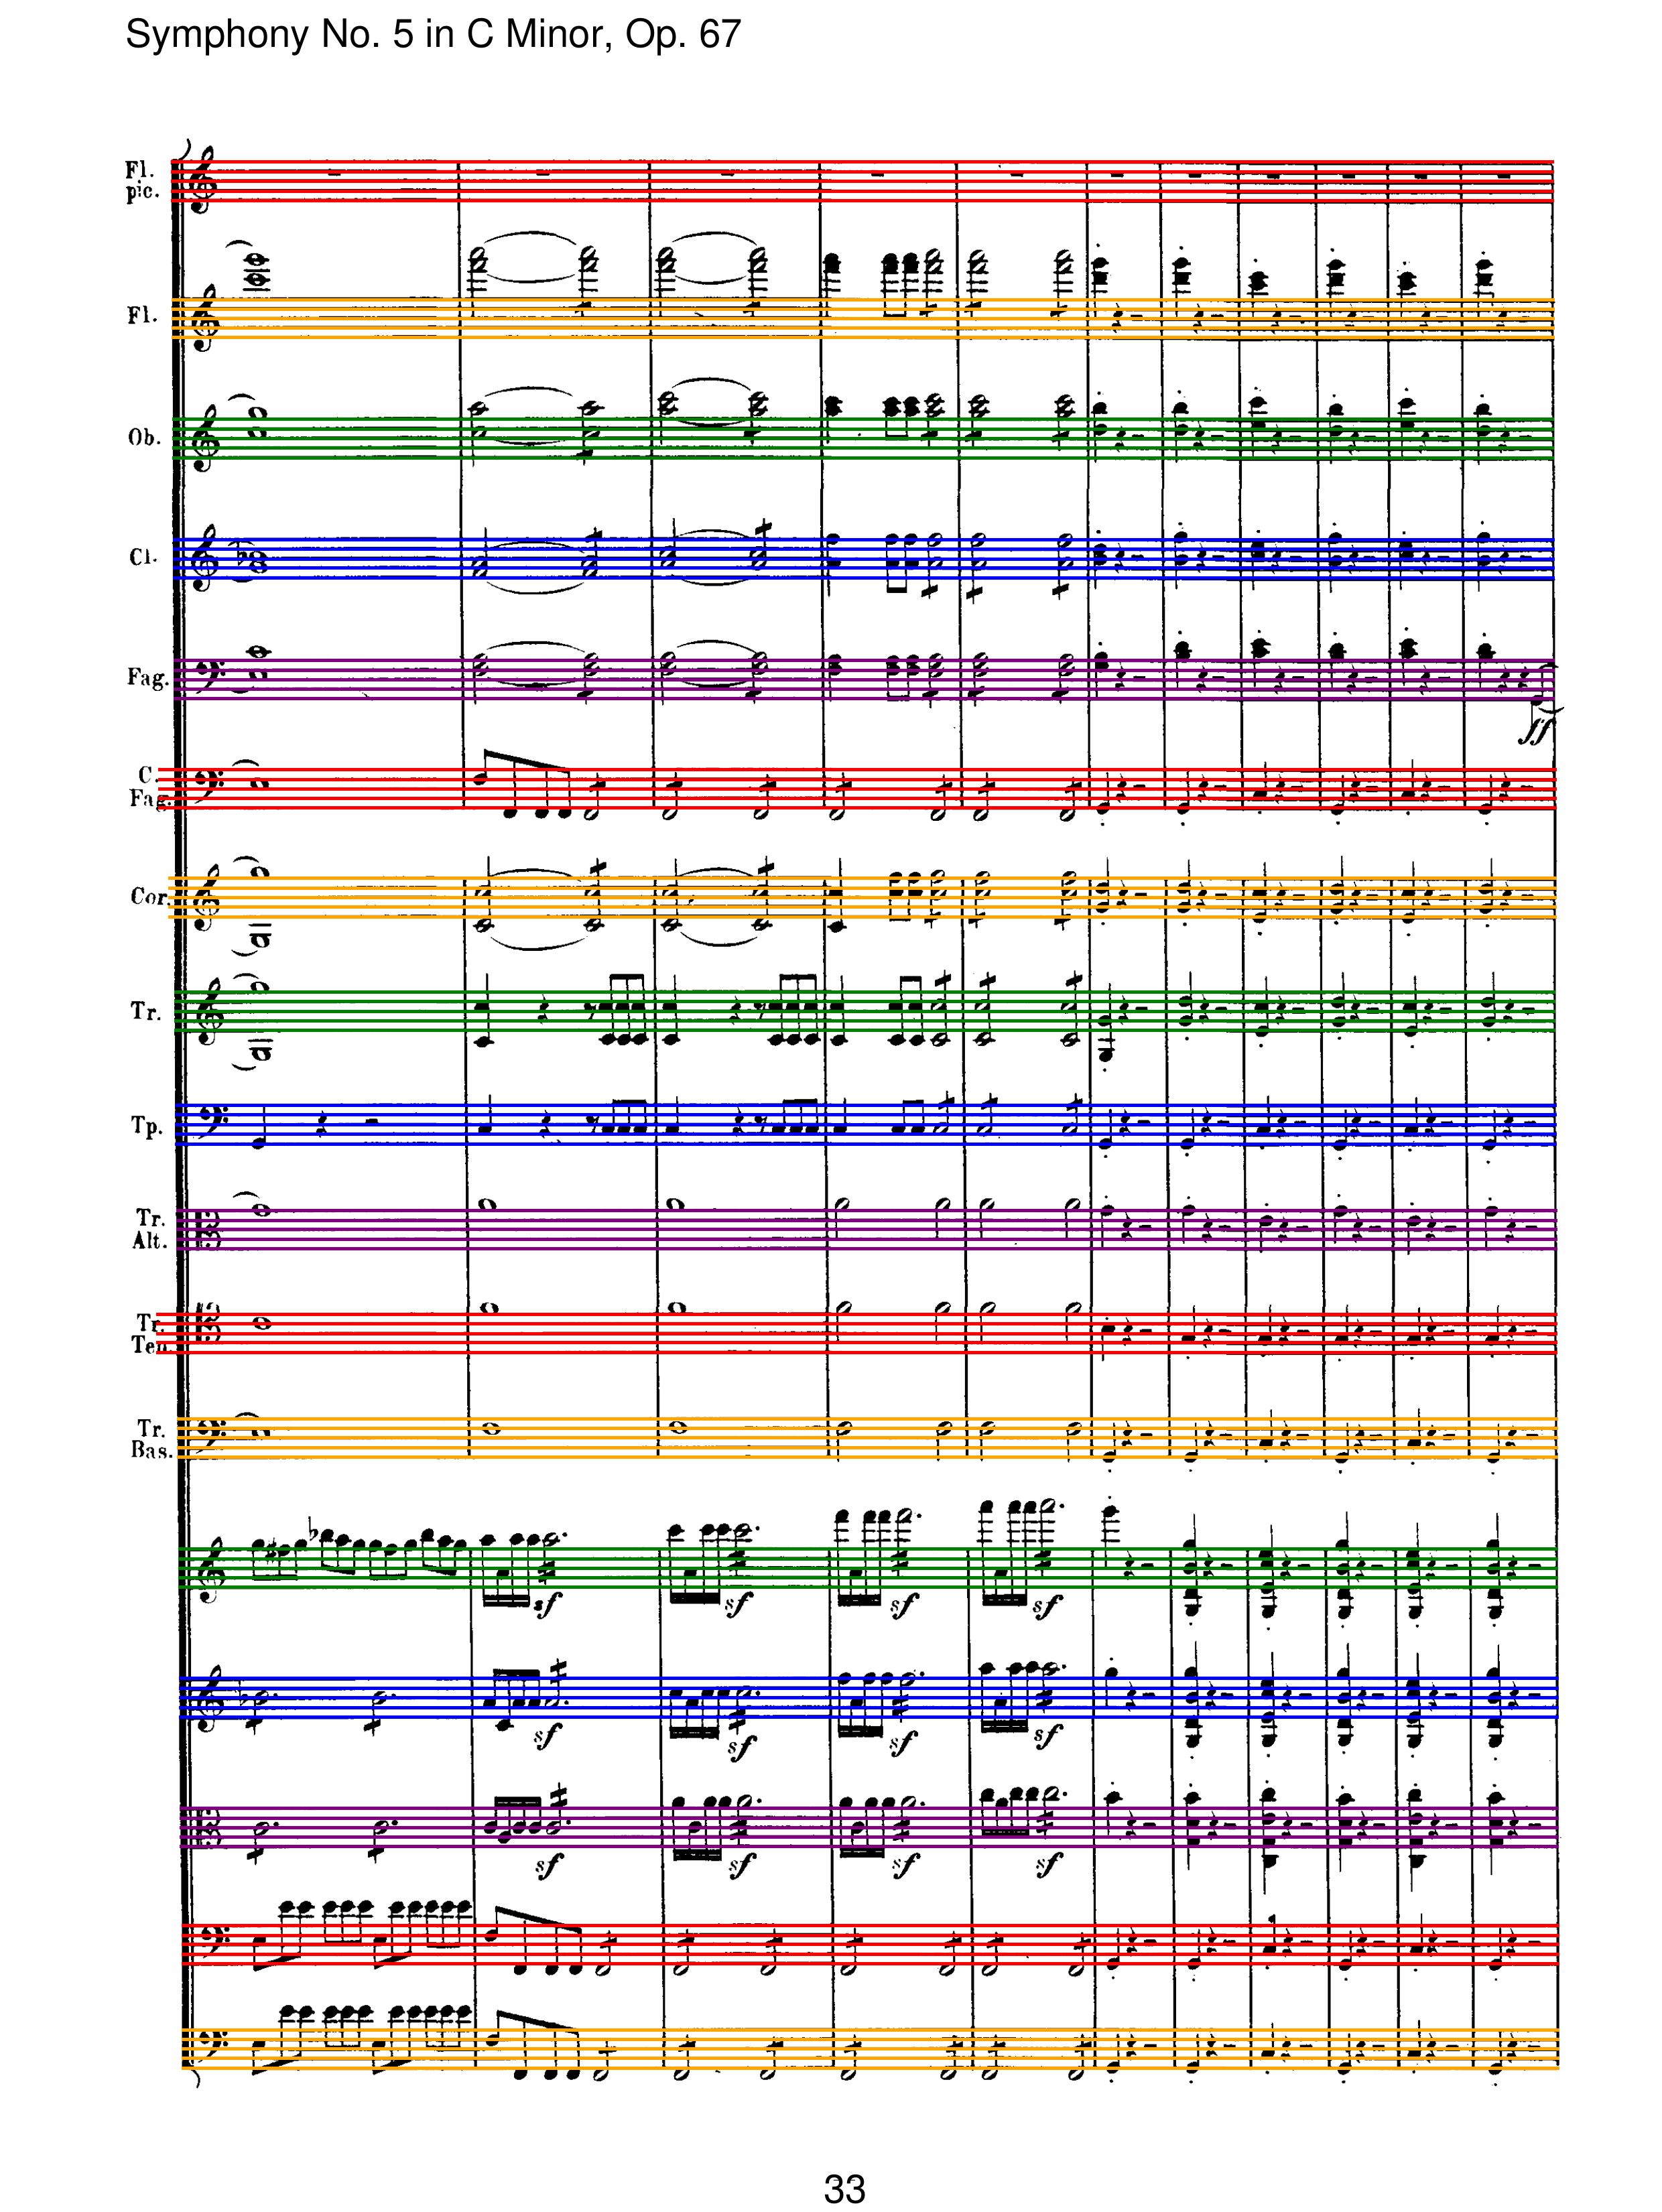 Symphony No. 5 in C Minor, Op. 67
Fl.
pic.
Fl.
Ob.
Cl.
Fag.
ff
C.
Fag.
Cor.
Tr.
Tp.
Tr.
Alt.
Tr.
Ten.
Tr.
Bas.
sf sf sf sf
sf sf sf sf
sf sf sf sf
33